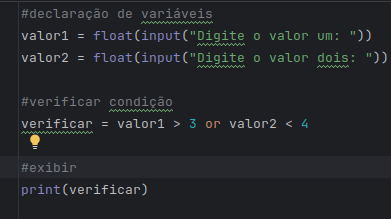 #declaração de variáveis
valor1 = float(input("Digite o valor um: "))
valor2 = float(input("Digite o valor dois: "))
#verificar condição
verificar = valor1 > 3 or valor2 < 4
#exibir
print(verificar)